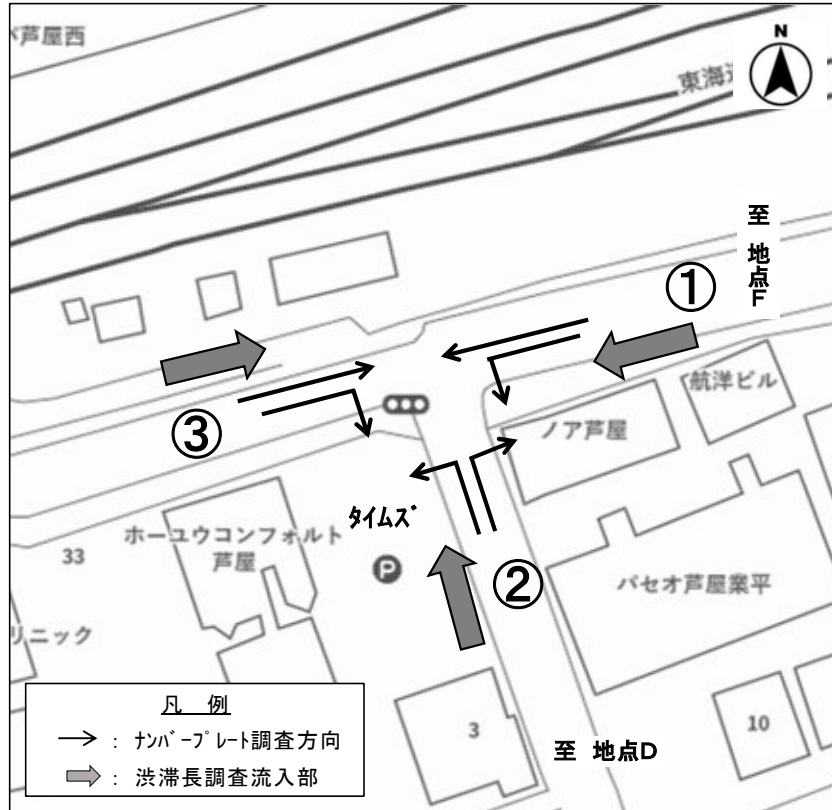 芦屋西
N
東海道
至
地
点
F
①
航洋ビル
③
ノア芦屋
タイムズ
ホーユウコンフォルト
芦屋
33
P
②
パセオ芦屋業平
リニック
凡 例
→ : ナンバープレート調査方向
⇒ : 渋滞長調査流入部
3
10
至 地点D